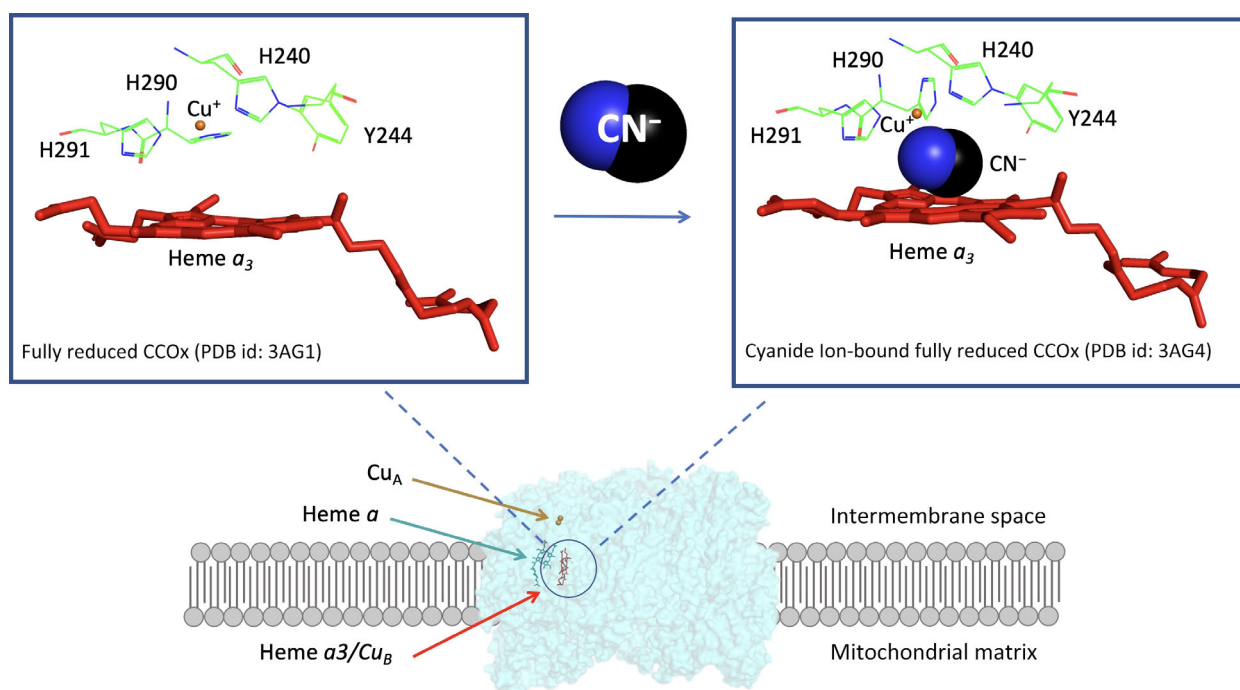 H240
H290
Cu⁺
Y244
H291
Heme a₃
Fully reduced CCOx (PDB id: 3AG1)
CN⁻
H240
H290
Cu⁺
Y244
H291
CN⁻
Heme a₃
Cyanide Ion-bound fully reduced CCOx (PDB id: 3AG4)
Cu_A
Heme a
Intermembrane space
Heme a3/Cu_B
Mitochondrial matrix